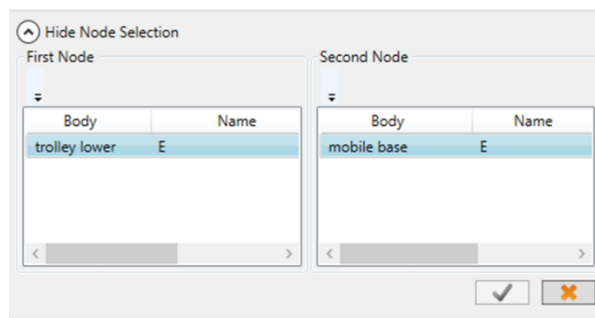 Hide Node Selection
First Node
Second Node
Body Name
Body Name
trolley lower E
mobile base E